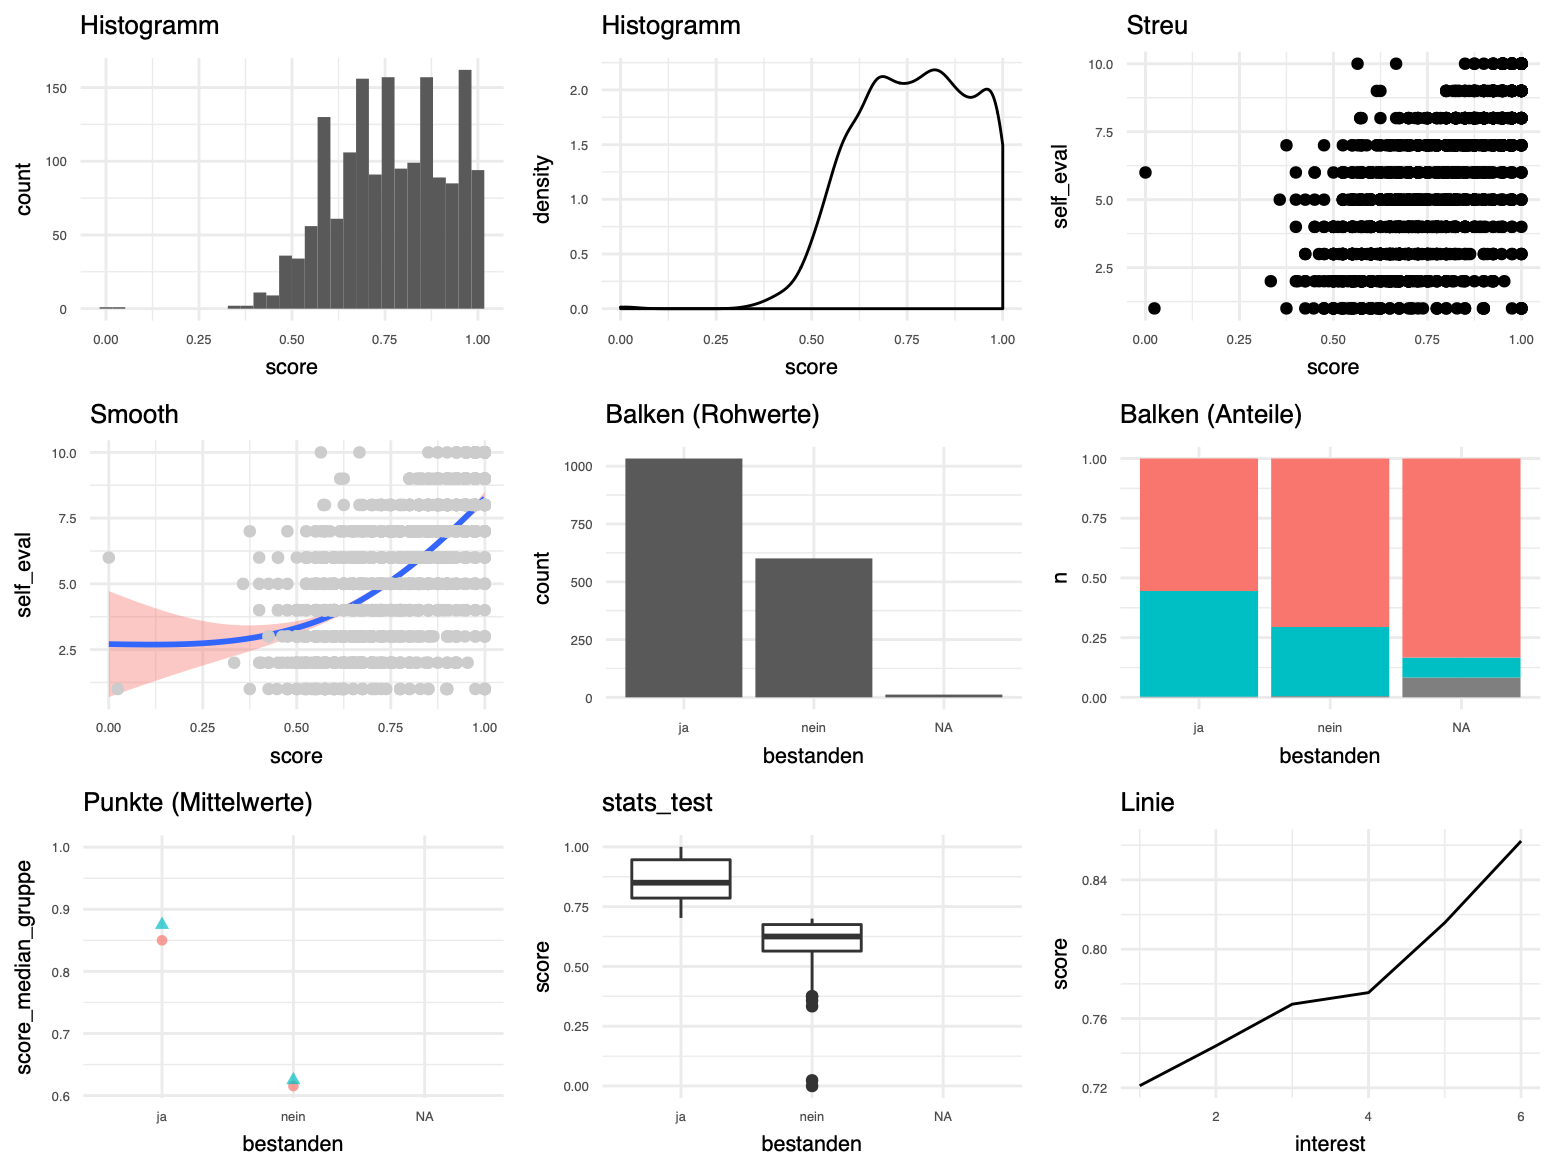 Histogramm
count
150
100
50
0
0.00 0.25 0.50 0.75 1.00
score
Histogramm
density
2.0
1.5
1.0
0.5
0.0
0.00 0.25 0.50 0.75 1.00
score
Streu
self_eval
10.0
7.5
5.0
2.5
0.00 0.25 0.50 0.75 1.00
score
Smooth
self_eval
10.0
7.5
5.0
2.5
0.00 0.25 0.50 0.75 1.00
score
Balken (Rohwerte)
count
1000
750
500
250
0
ja nein NA
bestanden
Balken (Anteile)
n
1.00
0.75
0.50
0.25
0.00
ja nein NA
bestanden
Punkte (Mittelwerte)
score_median_gruppe
1.0
0.9
0.8
0.7
0.6
ja nein NA
bestanden
stats_test
score
1.00
0.75
0.50
0.25
0.00
ja nein NA
bestanden
Linie
score
0.84
0.80
0.76
0.72
2 4 6
interest